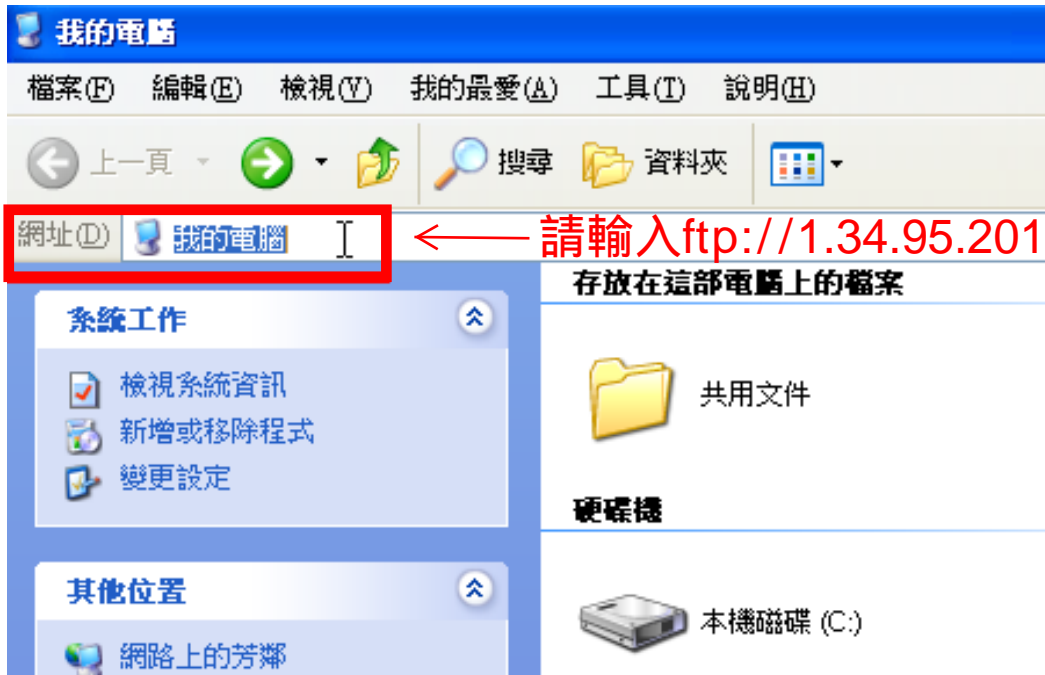 我的電腦
檔案(F) 編輯(E) 檢視(V) 我的最愛(A) 工具(T) 說明(H)
上一頁 搜尋 資料夾
網址(D) 我的電腦 請輸入ftp://1.34.95.201
存放在這部電腦上的檔案
系統工作
檢視系統資訊
共用文件
新增或移除程式
變更設定
硬碟機
其他位置
本機磁碟 (C:)
網路上的芳鄰